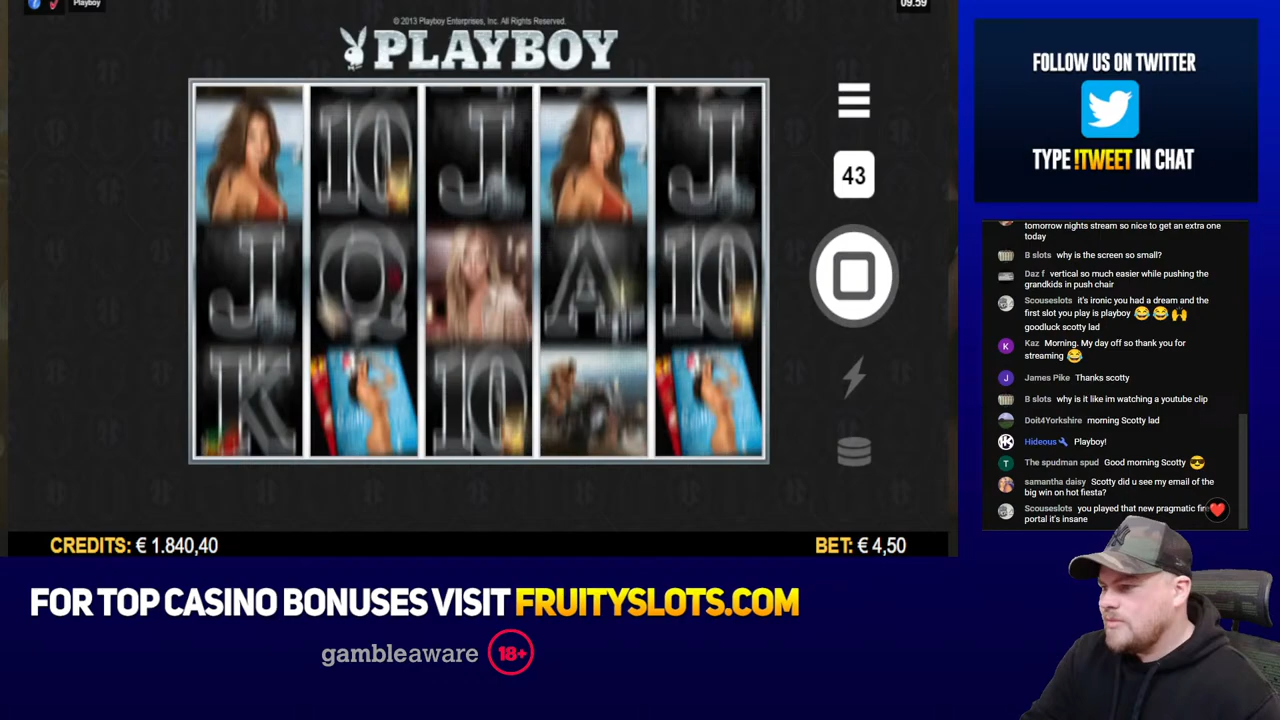 Playboy
09:59
© 2013 Playboy Enterprises, Inc. All Rights Reserved.
PLAYBOY
10 J J
J Q A 10
K 10
43
CREDITS: € 1.840,40
BET: € 4,50
FOLLOW US ON TWITTER
TYPE !TWEET IN CHAT
tomorrow nights stream so nice to get an extra one
today
B slots why is the screen so small?
Daz f vertical so much easier while pushing the
grandkids in push chair
Scouseslots it's ironic you had a dream and the
first slot you play is playboy 😂 😂 🙌
goodluck scotty lad
Kaz Morning. My day off so thank you for
streaming 😂
James Pike Thanks scotty
B slots why is it like im watching a youtube clip
Doit4Yorkshire morning Scotty lad
Hideous Playboy!
The spudman spud Good morning Scotty 😎
samantha daisy Scotty did u see my email of the
big win on hot fiesta?
Scouseslots you played that new pragmatic
portal it's insane
FOR TOP CASINO BONUSES VISIT FRUITYSLOTS.COM
gambleaware 18+